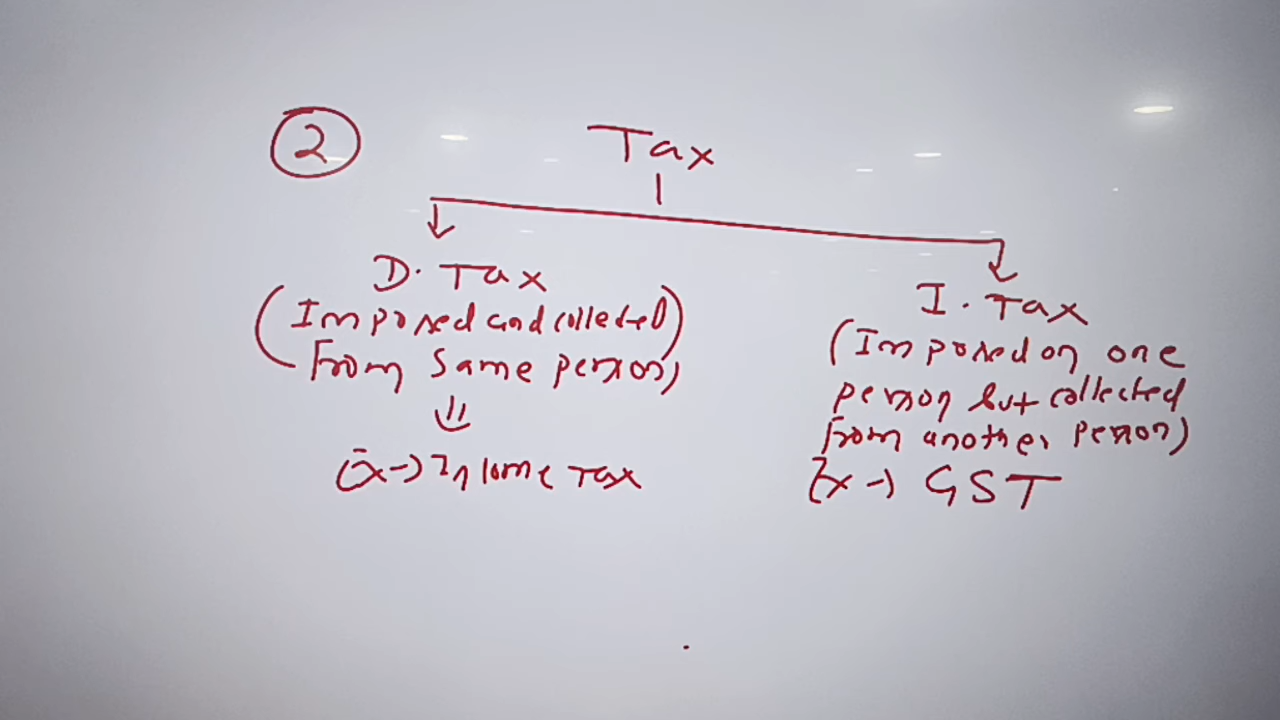 2
Tax
D. Tax
(Imposed and collected)
From same person)
Ex → Income Tax
I. Tax
(Imposed on one
person but collected
from another person)
Ex → GST